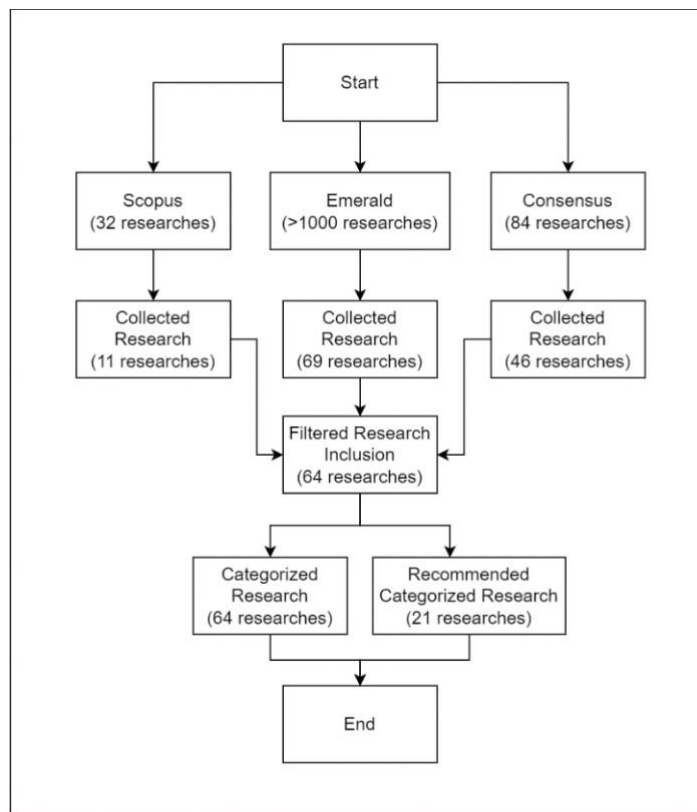 Start
Scopus
(32 researches)
Emerald
(>1000 researches)
Consensus
(84 researches)
Collected
Research
(11 researches)
Collected
Research
(69 researches)
Collected
Research
(46 researches)
Filtered Research
Inclusion
(64 researches)
Categorized
Research
(64 researches)
Recommended
Categorized Research
(21 researches)
End